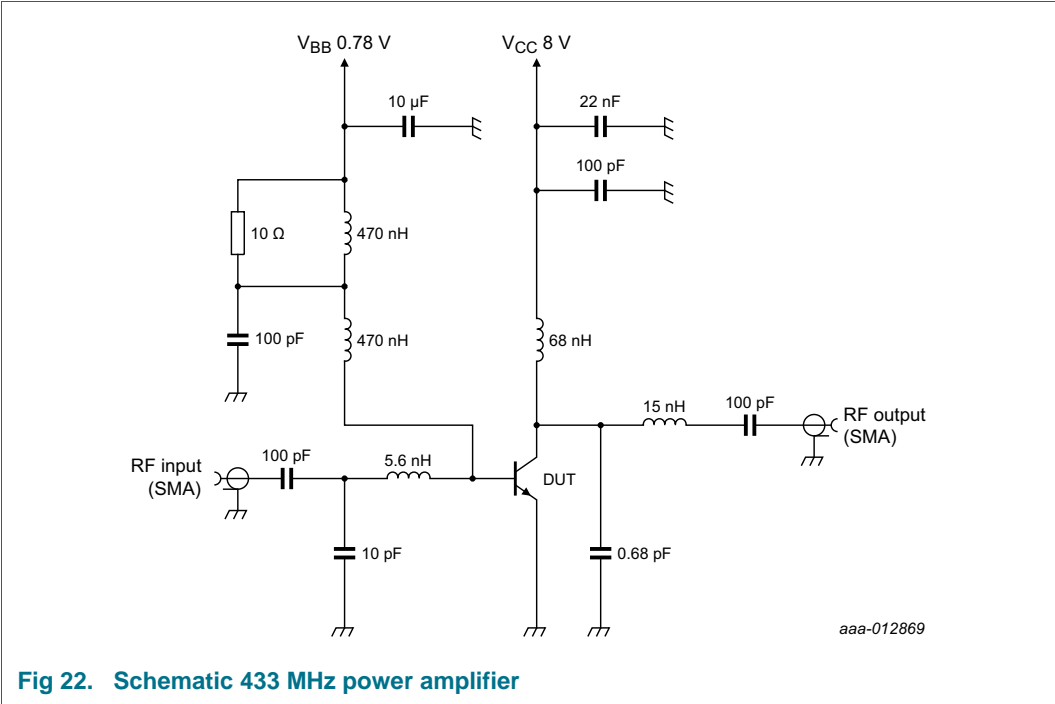 VBB 0.78 V
VCC 8 V
10 µF
22 nF
100 pF
10 Ω
470 nH
100 pF
470 nH
68 nH
15 nH
100 pF
RF output
(SMA)
RF input
(SMA)
100 pF
5.6 nH
DUT
10 pF
0.68 pF
aaa-012869
Fig 22. Schematic 433 MHz power amplifier